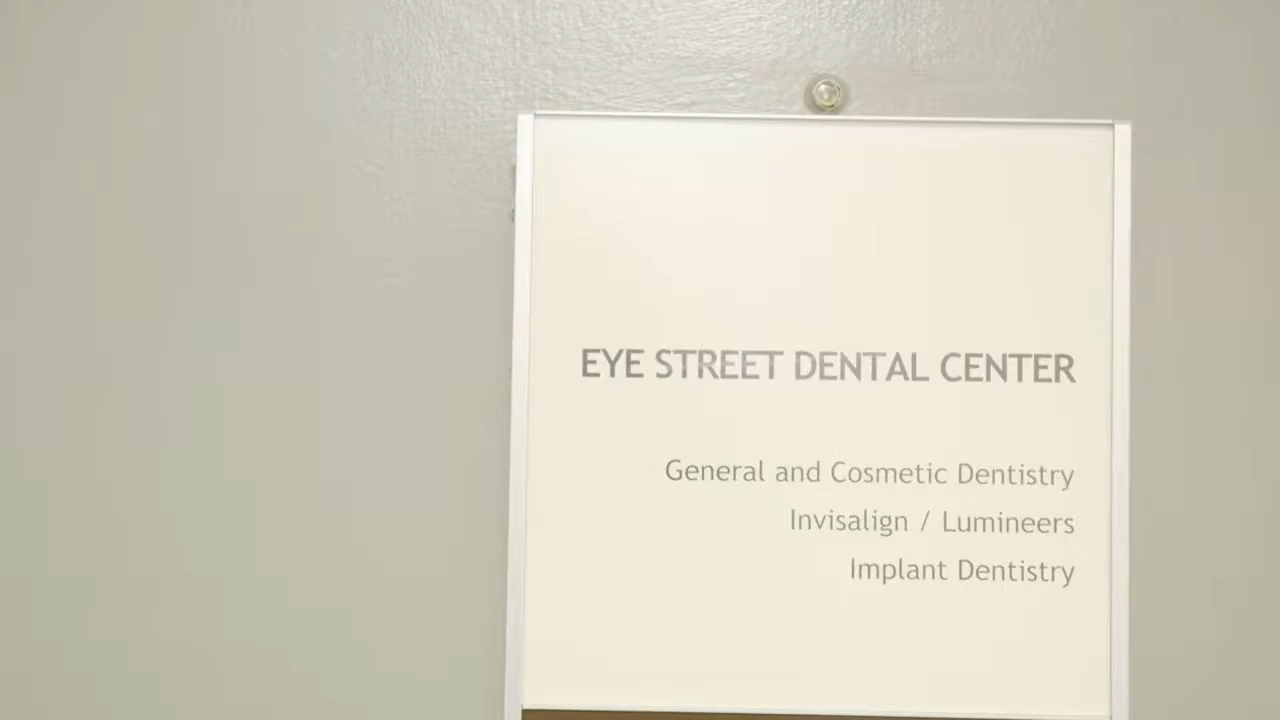 EYE STREET DENTAL CENTER
General and Cosmetic Dentistry
Invisalign / Lumineers
Implant Dentistry